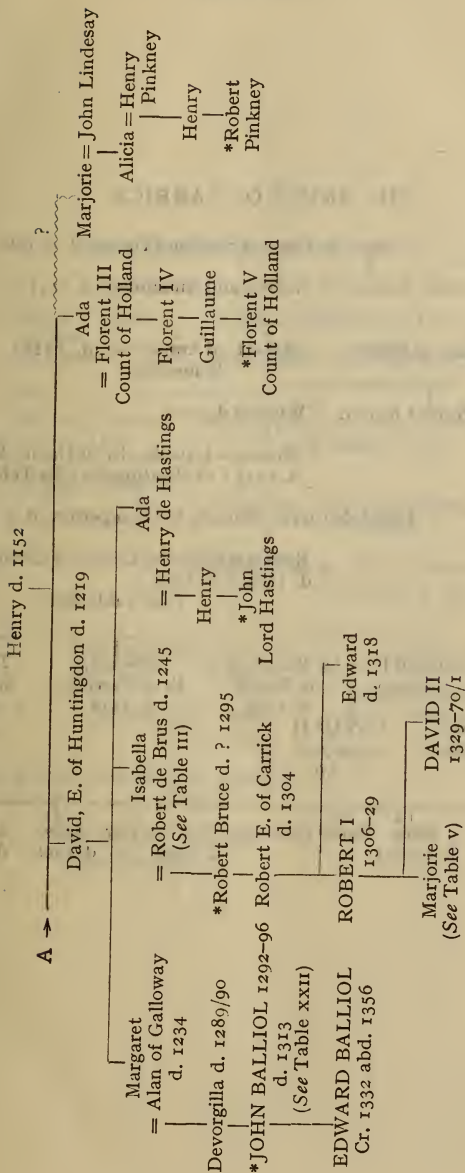 Henry d. 1152
A →
?
David, E. of Huntingdon d. 1219
Ada
= Florent III
Count of Holland
Florent IV
Guillaume
*Florent V
Count of Holland
Marjorie = John Lindesay
Alicia = Henry
Pinkney
Henry
*Robert
Pinkney
Margaret
= Alan of Galloway
d. 1234
Devorgilla d. 1289/90
*JOHN BALLIOL 1292-96
d. 1313
(See Table XXII)
EDWARD BALLIOL
Cr. 1332 abd. 1356
Isabella
= Robert de Brus d. 1245
(See Table III)
*Robert Bruce d. ? 1295
Robert E. of Carrick
d. 1304
ROBERT I
1306-29
Edward
d. 1318
Marjorie
(See Table V)
DAVID II
1329-70/1
Ada
= Henry de Hastings
Henry
*John
Lord Hastings